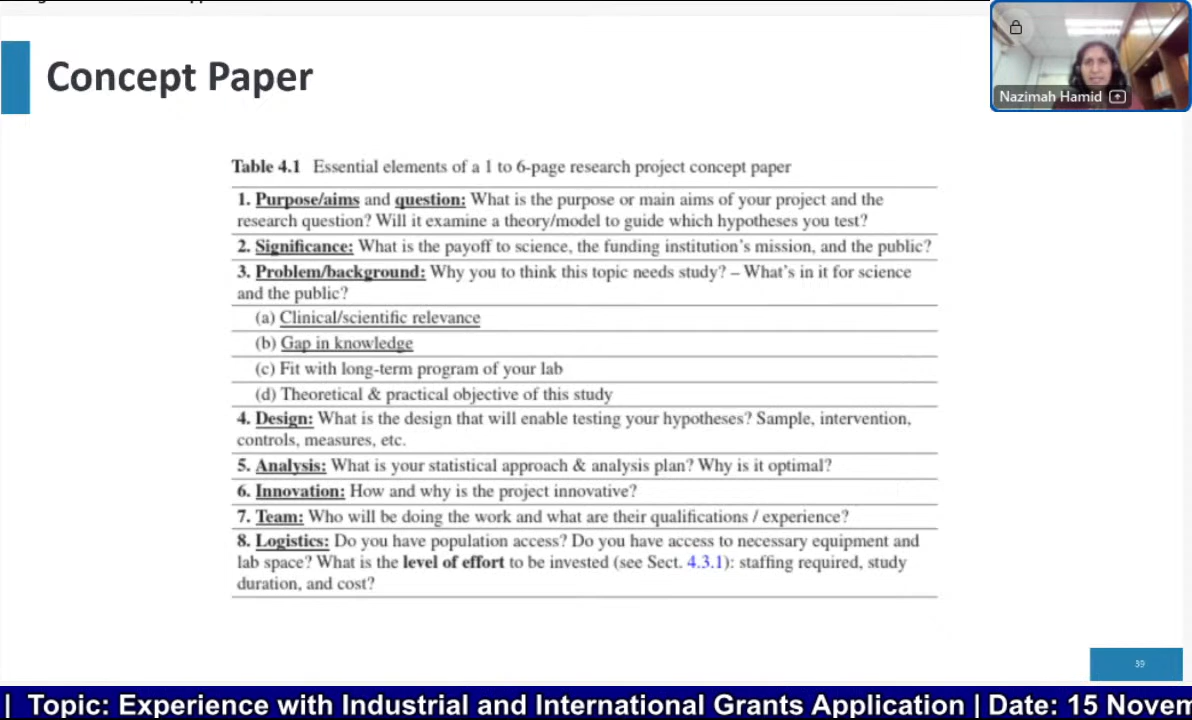 Concept Paper
Nazimah Hamid
Table 4.1 Essential elements of a 1 to 6-page research project concept paper
1. Purpose/aims and question: What is the purpose or main aims of your project and the
research question? Will it examine a theory/model to guide which hypotheses you test?
2. Significance: What is the payoff to science, the funding institution's mission, and the public?
3. Problem/background: Why you to think this topic needs study? – What's in it for science
and the public?
(a) Clinical/scientific relevance
(b) Gap in knowledge
(c) Fit with long-term program of your lab
(d) Theoretical & practical objective of this study
4. Design: What is the design that will enable testing your hypotheses? Sample, intervention,
controls, measures, etc.
5. Analysis: What is your statistical approach & analysis plan? Why is it optimal?
6. Innovation: How and why is the project innovative?
7. Team: Who will be doing the work and what are their qualifications / experience?
8. Logistics: Do you have population access? Do you have access to necessary equipment and
lab space? What is the level of effort to be invested (see Sect. 4.3.1): staffing required, study
duration, and cost?
39
| Topic: Experience with Industrial and International Grants Application | Date: 15 Novem